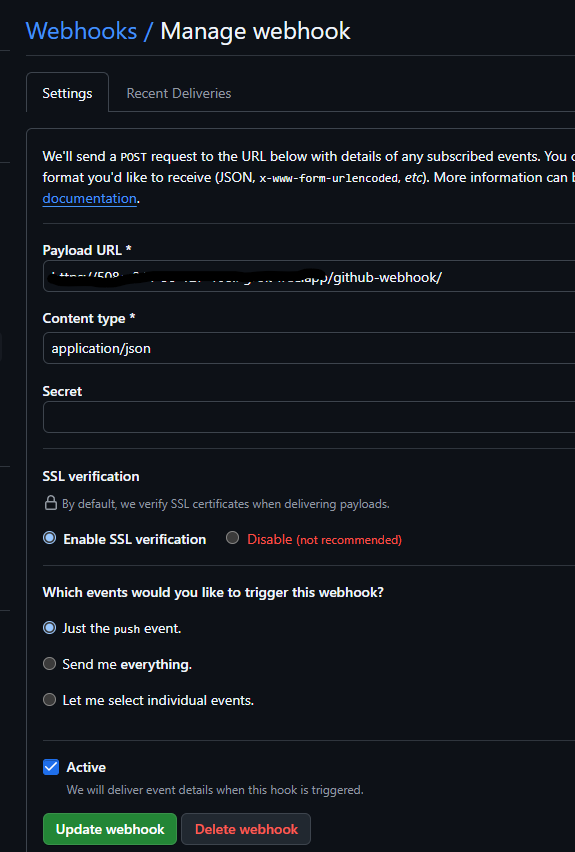 Webhooks / Manage webhook
Settings
Recent Deliveries
We'll send a POST request to the URL below with details of any subscribed events. You
format you'd like to receive (JSON, x-www-form-urlencoded, etc). More information can
documentation.
Payload URL *
/github-webhook/
Content type *
application/json
Secret
SSL verification
By default, we verify SSL certificates when delivering payloads.
Enable SSL verification
Disable (not recommended)
Which events would you like to trigger this webhook?
Just the push event.
Send me everything.
Let me select individual events.
Active
We will deliver event details when this hook is triggered.
Update webhook
Delete webhook